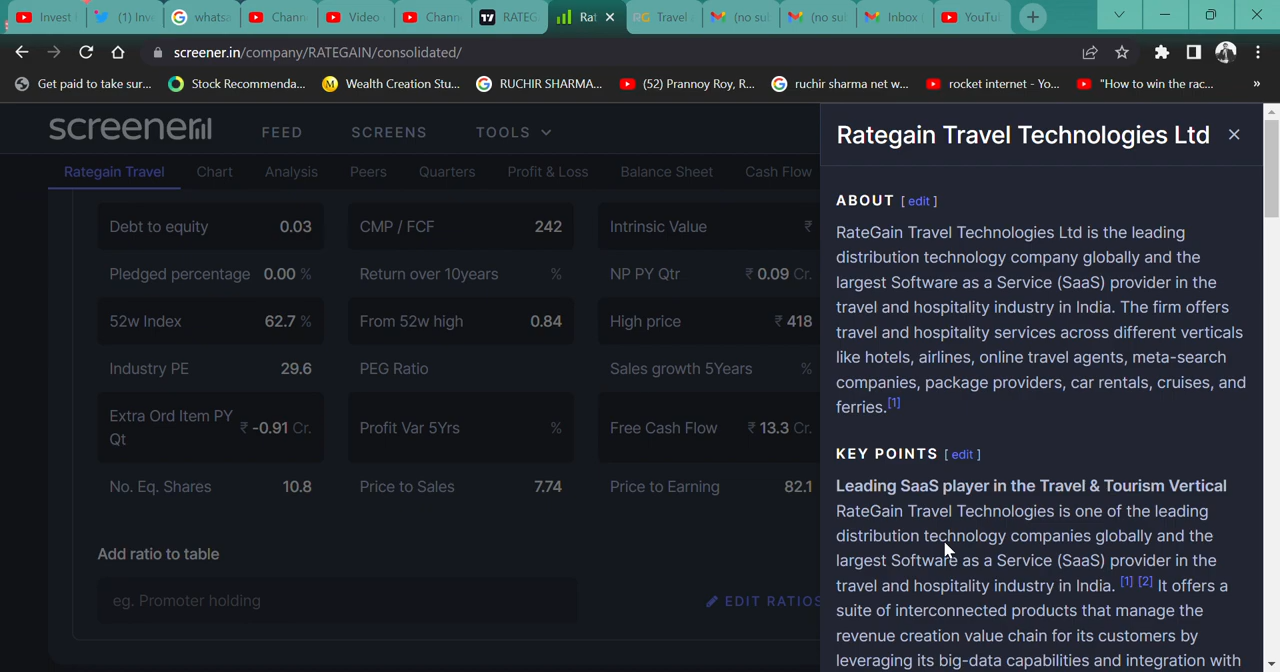 Invest
(1) Inve
whatsa
Chann
Video
Chann
RATEG
Rat
Travel
(no su
(no su
Inbox
YouTu
screener.in/company/RATEGAIN/consolidated/
Get paid to take sur...
Stock Recommenda...
Wealth Creation Stu...
RUCHIR SHARMA...
(52) Prannoy Roy, R...
ruchir sharma net w...
rocket internet - Yo...
"How to win the rac...
»
screener
FEED
SCREENS
TOOLS
Rategain Travel
Chart
Analysis
Peers
Quarters
Profit & Loss
Balance Sheet
Cash Flow
Debt to equity 0.03
CMP / FCF 242
Intrinsic Value ₹
Pledged percentage 0.00 %
Return over 10years %
NP PY Qtr ₹ 0.09 Cr.
52w Index 62.7 %
From 52w high 0.84
High price ₹ 418
Industry PE 29.6
PEG Ratio
Sales growth 5Years %
Extra Ord Item PY
Qt ₹ -0.91 Cr.
Profit Var 5Yrs %
Free Cash Flow ₹ 13.3 Cr.
No. Eq. Shares 10.8
Price to Sales 7.74
Price to Earning 82.1
Add ratio to table
eg. Promoter holding
EDIT RATIOS
Rategain Travel Technologies Ltd
ABOUT [ edit ]
RateGain Travel Technologies Ltd is the leading
distribution technology company globally and the
largest Software as a Service (SaaS) provider in the
travel and hospitality industry in India. The firm offers
travel and hospitality services across different verticals
like hotels, airlines, online travel agents, meta-search
companies, package providers, car rentals, cruises, and
ferries.[1]
KEY POINTS [ edit ]
Leading SaaS player in the Travel & Tourism Vertical
RateGain Travel Technologies is one of the leading
distribution technology companies globally and the
largest Software as a Service (SaaS) provider in the
travel and hospitality industry in India. [1] [2] It offers a
suite of interconnected products that manage the
revenue creation value chain for its customers by
leveraging its big-data capabilities and integration with